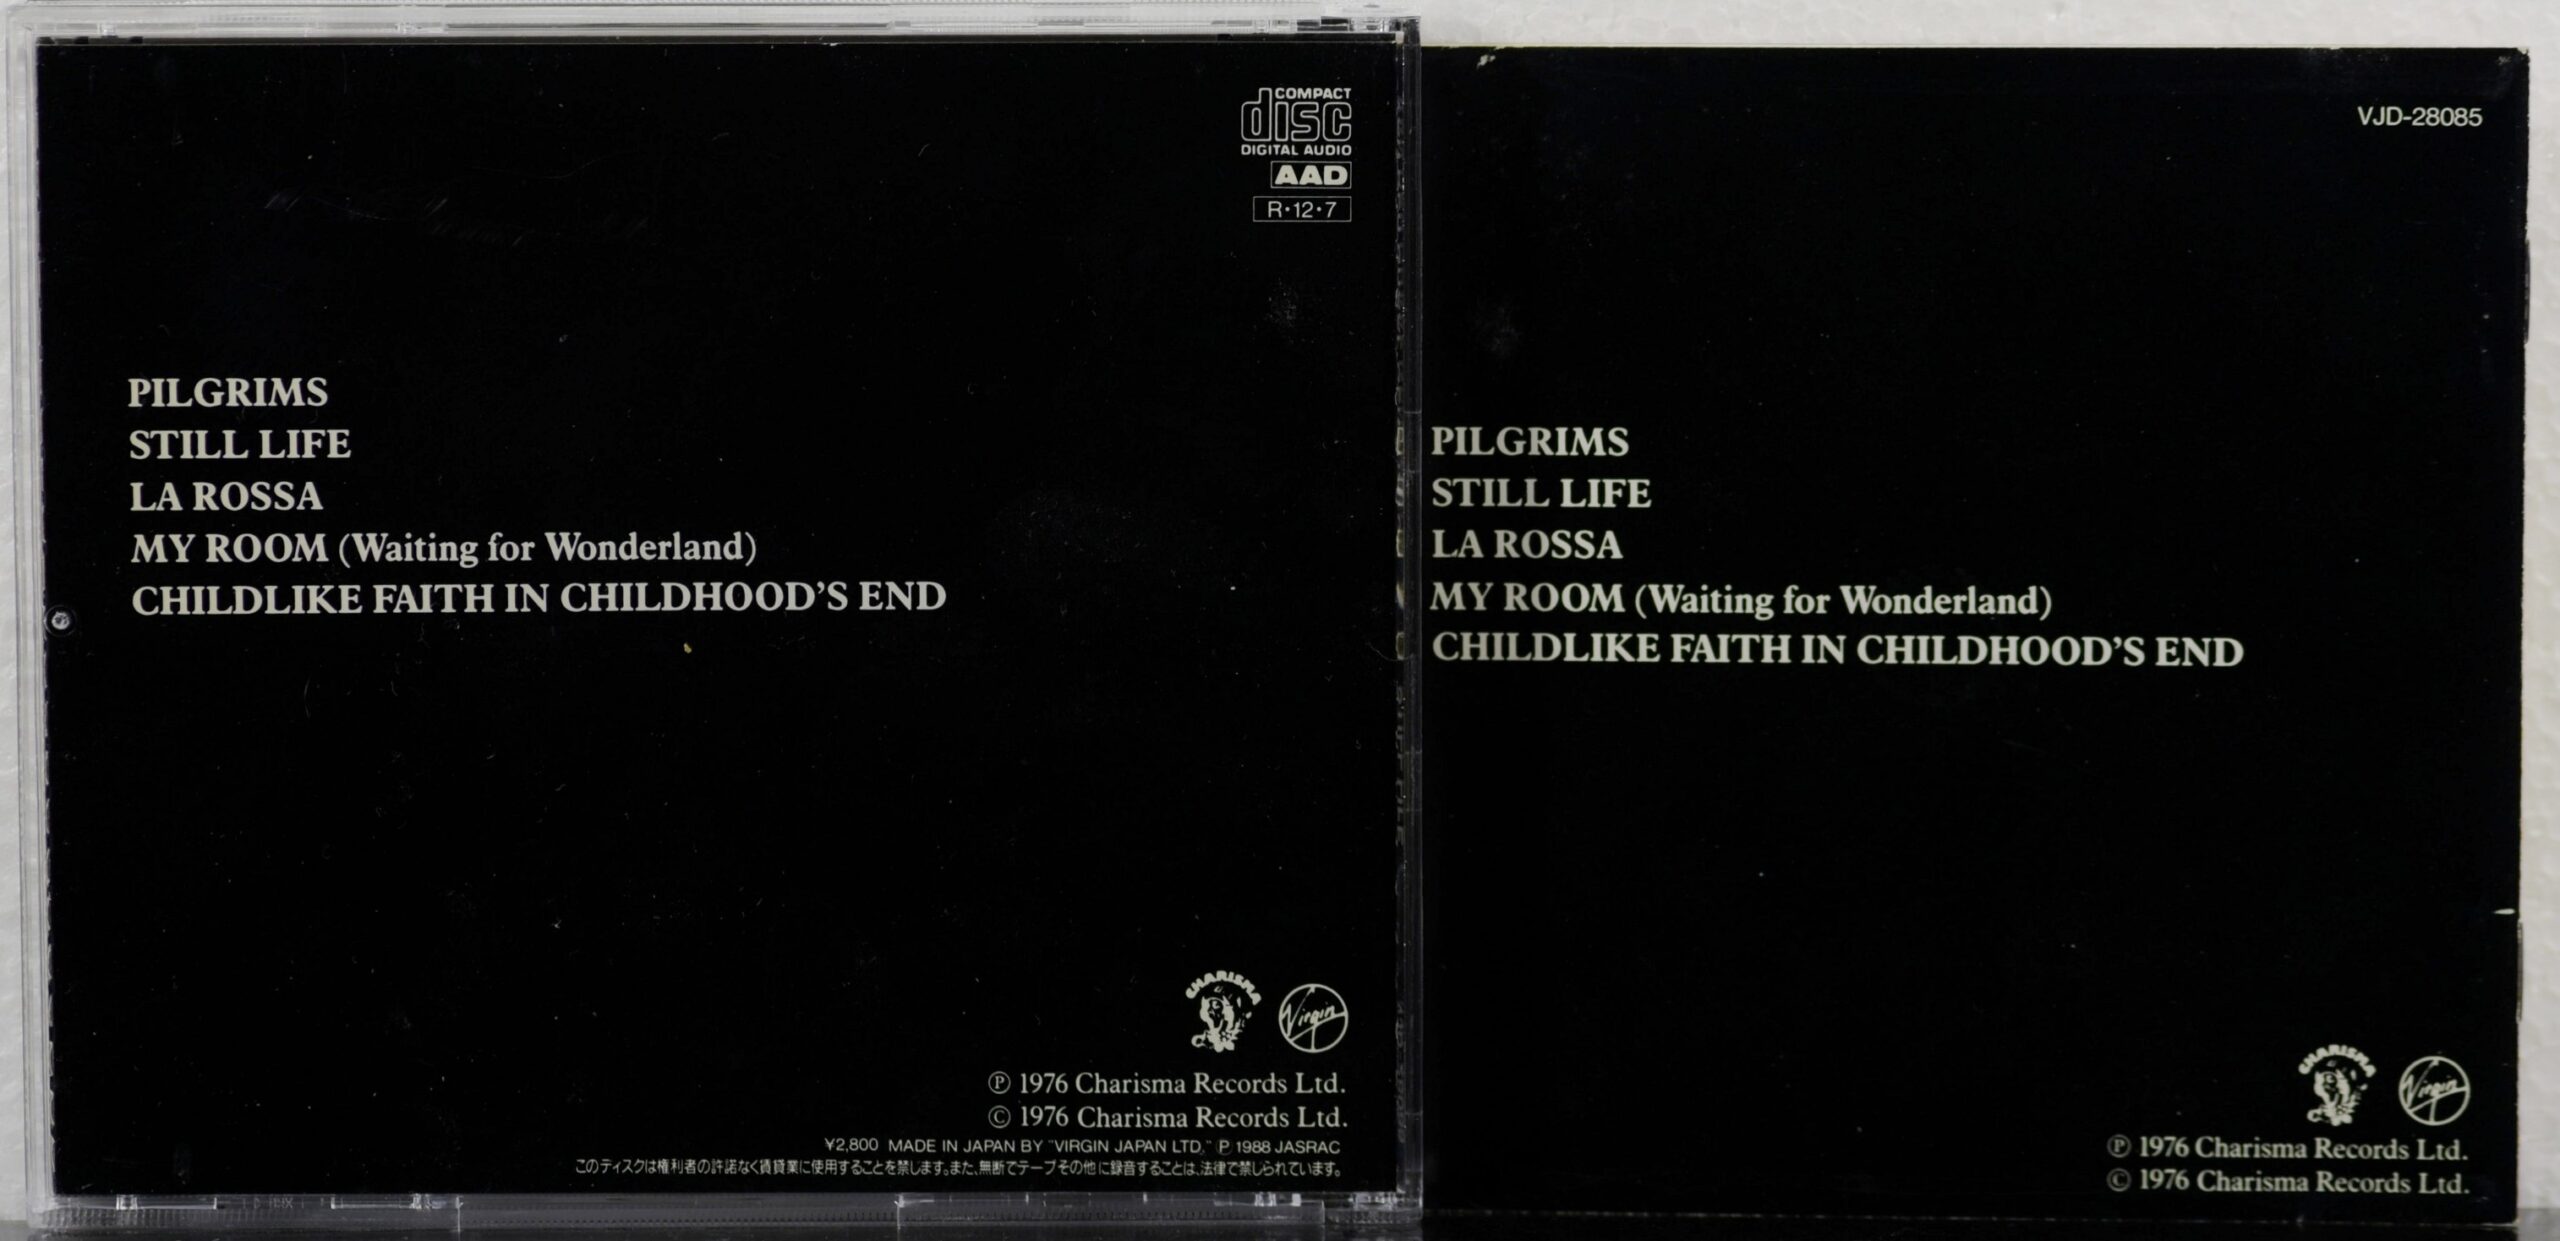 COMPACT
disc
DIGITAL AUDIO
AAD
R・12・7
PILGRIMS
STILL LIFE
LA ROSSA
MY ROOM (Waiting for Wonderland)
CHILDLIKE FAITH IN CHILDHOOD'S END
CHARISMA
Virgin
Ⓟ 1976 Charisma Records Ltd.
© 1976 Charisma Records Ltd.
¥2,800 MADE IN JAPAN BY "VIRGIN JAPAN LTD," Ⓟ 1988 JASRAC
このディスクは権利者の許諾なく賃貸業に使用することを禁じます。また、無断でテープその他に録音することは、法律で禁じられています。
VJD-28085
PILGRIMS
STILL LIFE
LA ROSSA
MY ROOM (Waiting for Wonderland)
CHILDLIKE FAITH IN CHILDHOOD'S END
CHARISMA
Virgin
Ⓟ 1976 Charisma Records Ltd.
© 1976 Charisma Records Ltd.